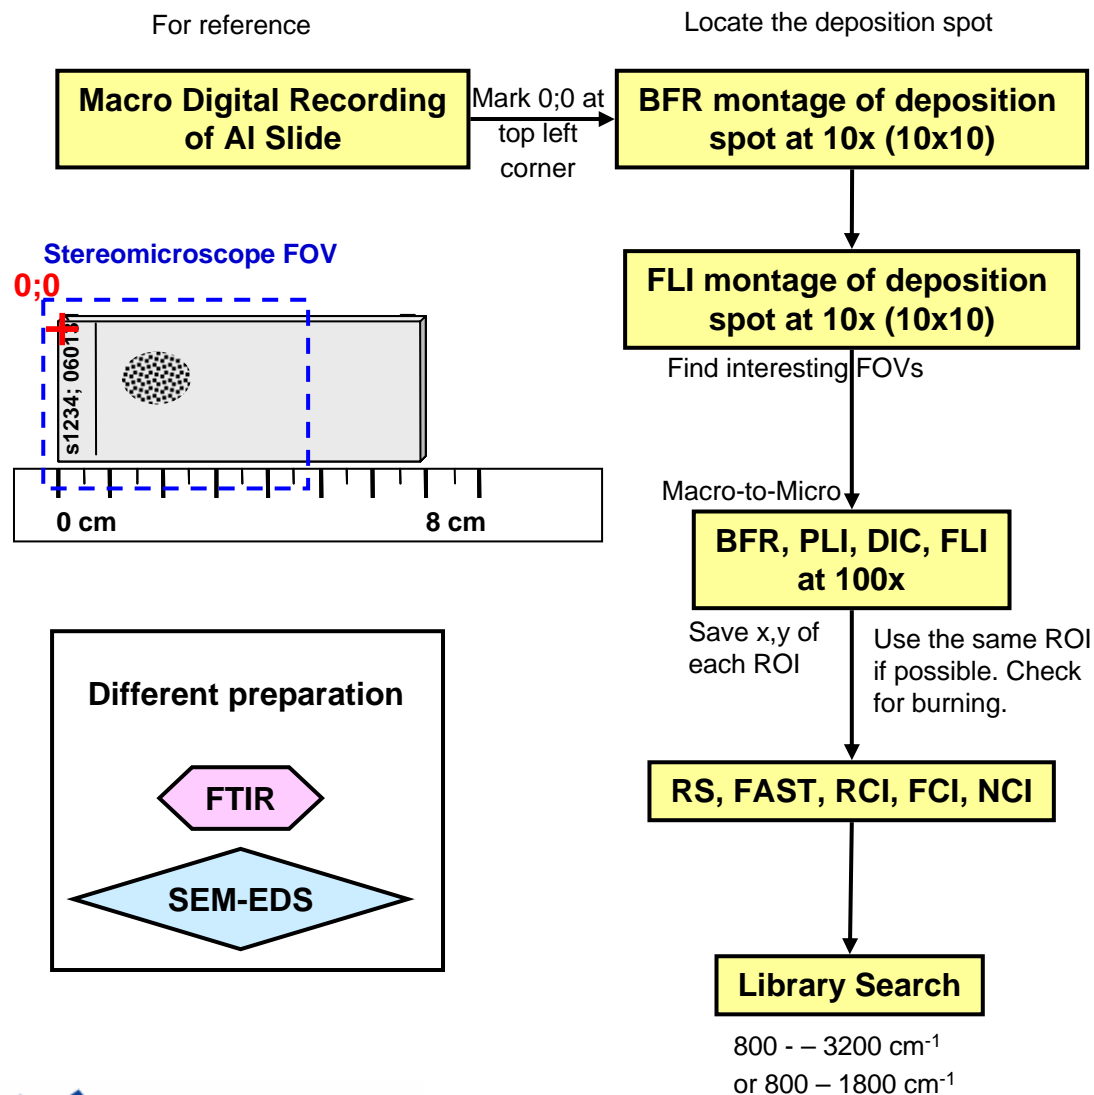 For reference
Locate the deposition spot
Macro Digital Recording
of Al Slide
Mark 0;0 at
top left
corner
BFR montage of deposition
spot at 10x (10x10)
Stereomicroscope FOV
0;0
s1234; 060131
0 cm
8 cm
FLI montage of deposition
spot at 10x (10x10)
Find interesting FOVs
Macro-to-Micro
BFR, PLI, DIC, FLI
at 100x
Save x,y of
each ROI
Use the same ROI
if possible. Check
for burning.
Different preparation
FTIR
SEM-EDS
RS, FAST, RCI, FCI, NCI
Library Search
800 - – 3200 cm-1
or 800 – 1800 cm-1